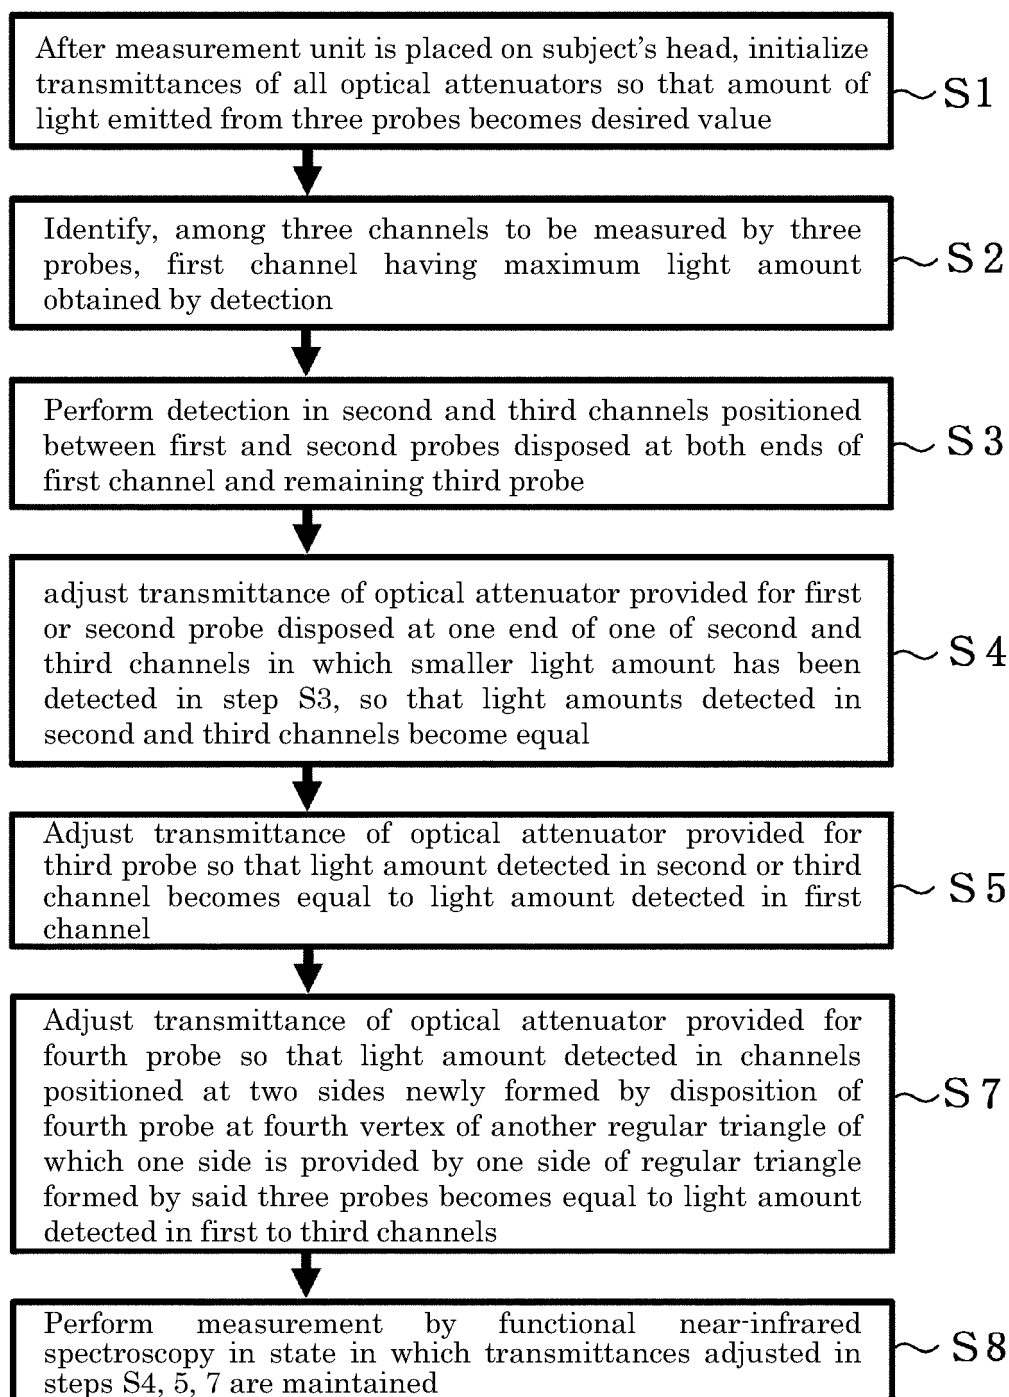 After measurement unit is placed on subject's head, initialize
transmittances of all optical attenuators so that amount of
light emitted from three probes becomes desired value
S1
Identify, among three channels to be measured by three
probes, first channel having maximum light amount
obtained by detection
S2
Perform detection in second and third channels positioned
between first and second probes disposed at both ends of
first channel and remaining third probe
S3
adjust transmittance of optical attenuator provided for first
or second probe disposed at one end of one of second and
third channels in which smaller light amount has been
detected in step S3, so that light amounts detected in
second and third channels become equal
S4
Adjust transmittance of optical attenuator provided for
third probe so that light amount detected in second or third
channel becomes equal to light amount detected in first
channel
S5
Adjust transmittance of optical attenuator provided for
fourth probe so that light amount detected in channels
positioned at two sides newly formed by disposition of
fourth probe at fourth vertex of another regular triangle of
which one side is provided by one side of regular triangle
formed by said three probes becomes equal to light amount
detected in first to third channels
S7
Perform measurement by functional near-infrared
spectroscopy in state in which transmittances adjusted in
steps S4, 5, 7 are maintained
S8